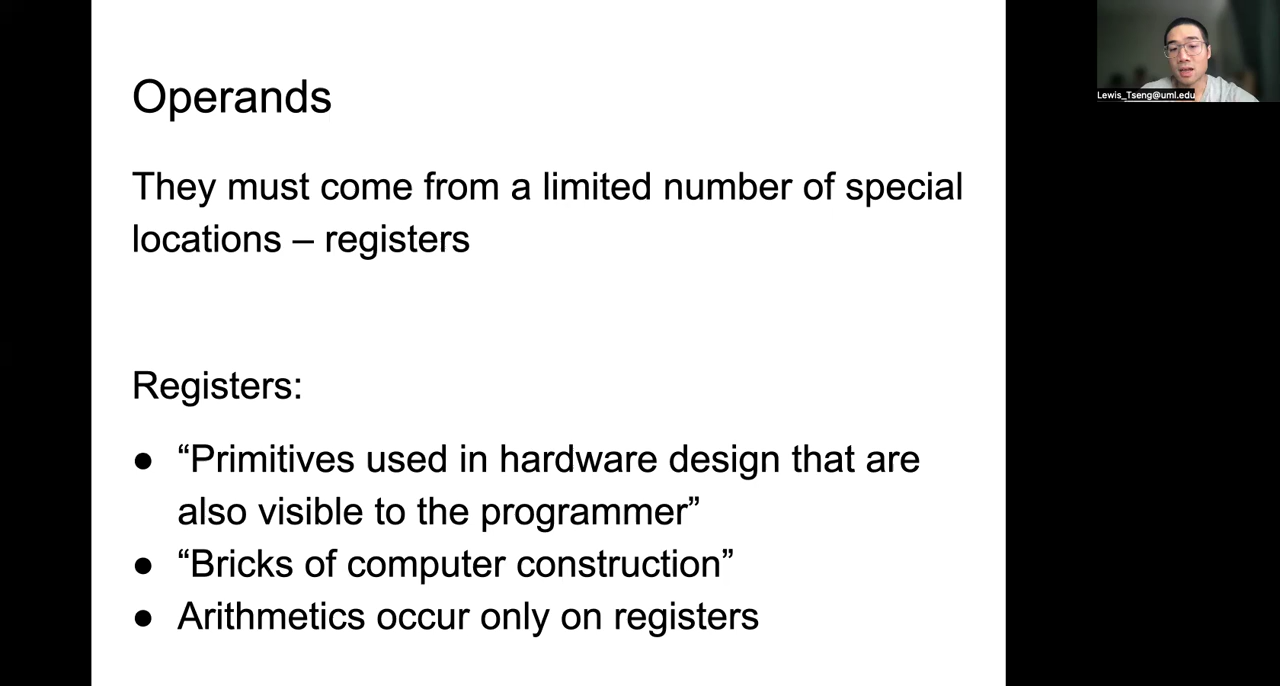 Operands
They must come from a limited number of special
locations – registers
Registers:
● “Primitives used in hardware design that are
also visible to the programmer”
● “Bricks of computer construction”
● Arithmetics occur only on registers
Lewis_Tseng@uml.edu